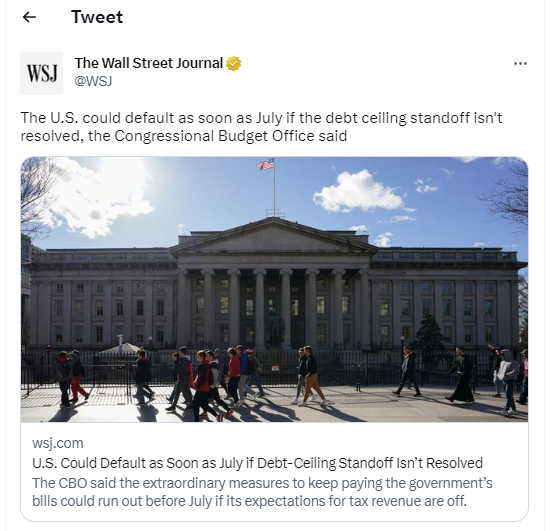 Tweet
WSJ
The Wall Street Journal
@WSJ
The U.S. could default as soon as July if the debt ceiling standoff isn't
resolved, the Congressional Budget Office said
wsj.com
U.S. Could Default as Soon as July if Debt-Ceiling Standoff Isn’t Resolved
The CBO said the extraordinary measures to keep paying the government’s
bills could run out before July if its expectations for tax revenue are off.